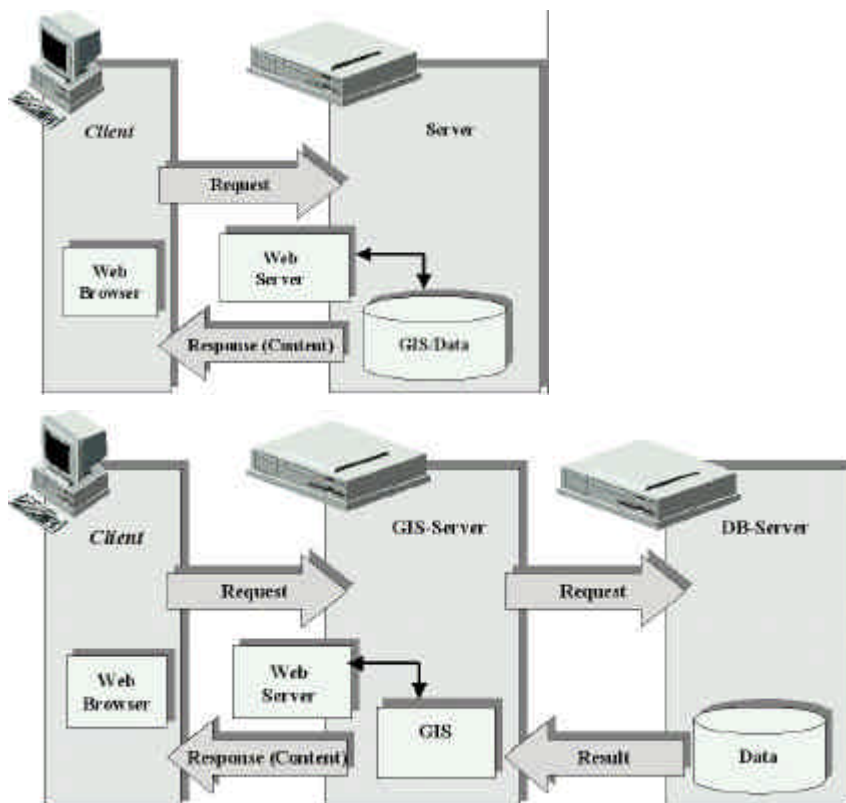 Client
Server
Request
Web
Browser
Web
Server
Response (Content)
GIS/Data
Client
GIS-Server
DB-Server
Request
Request
Web
Browser
Web
Server
GIS
Response (Content)
Result
Data